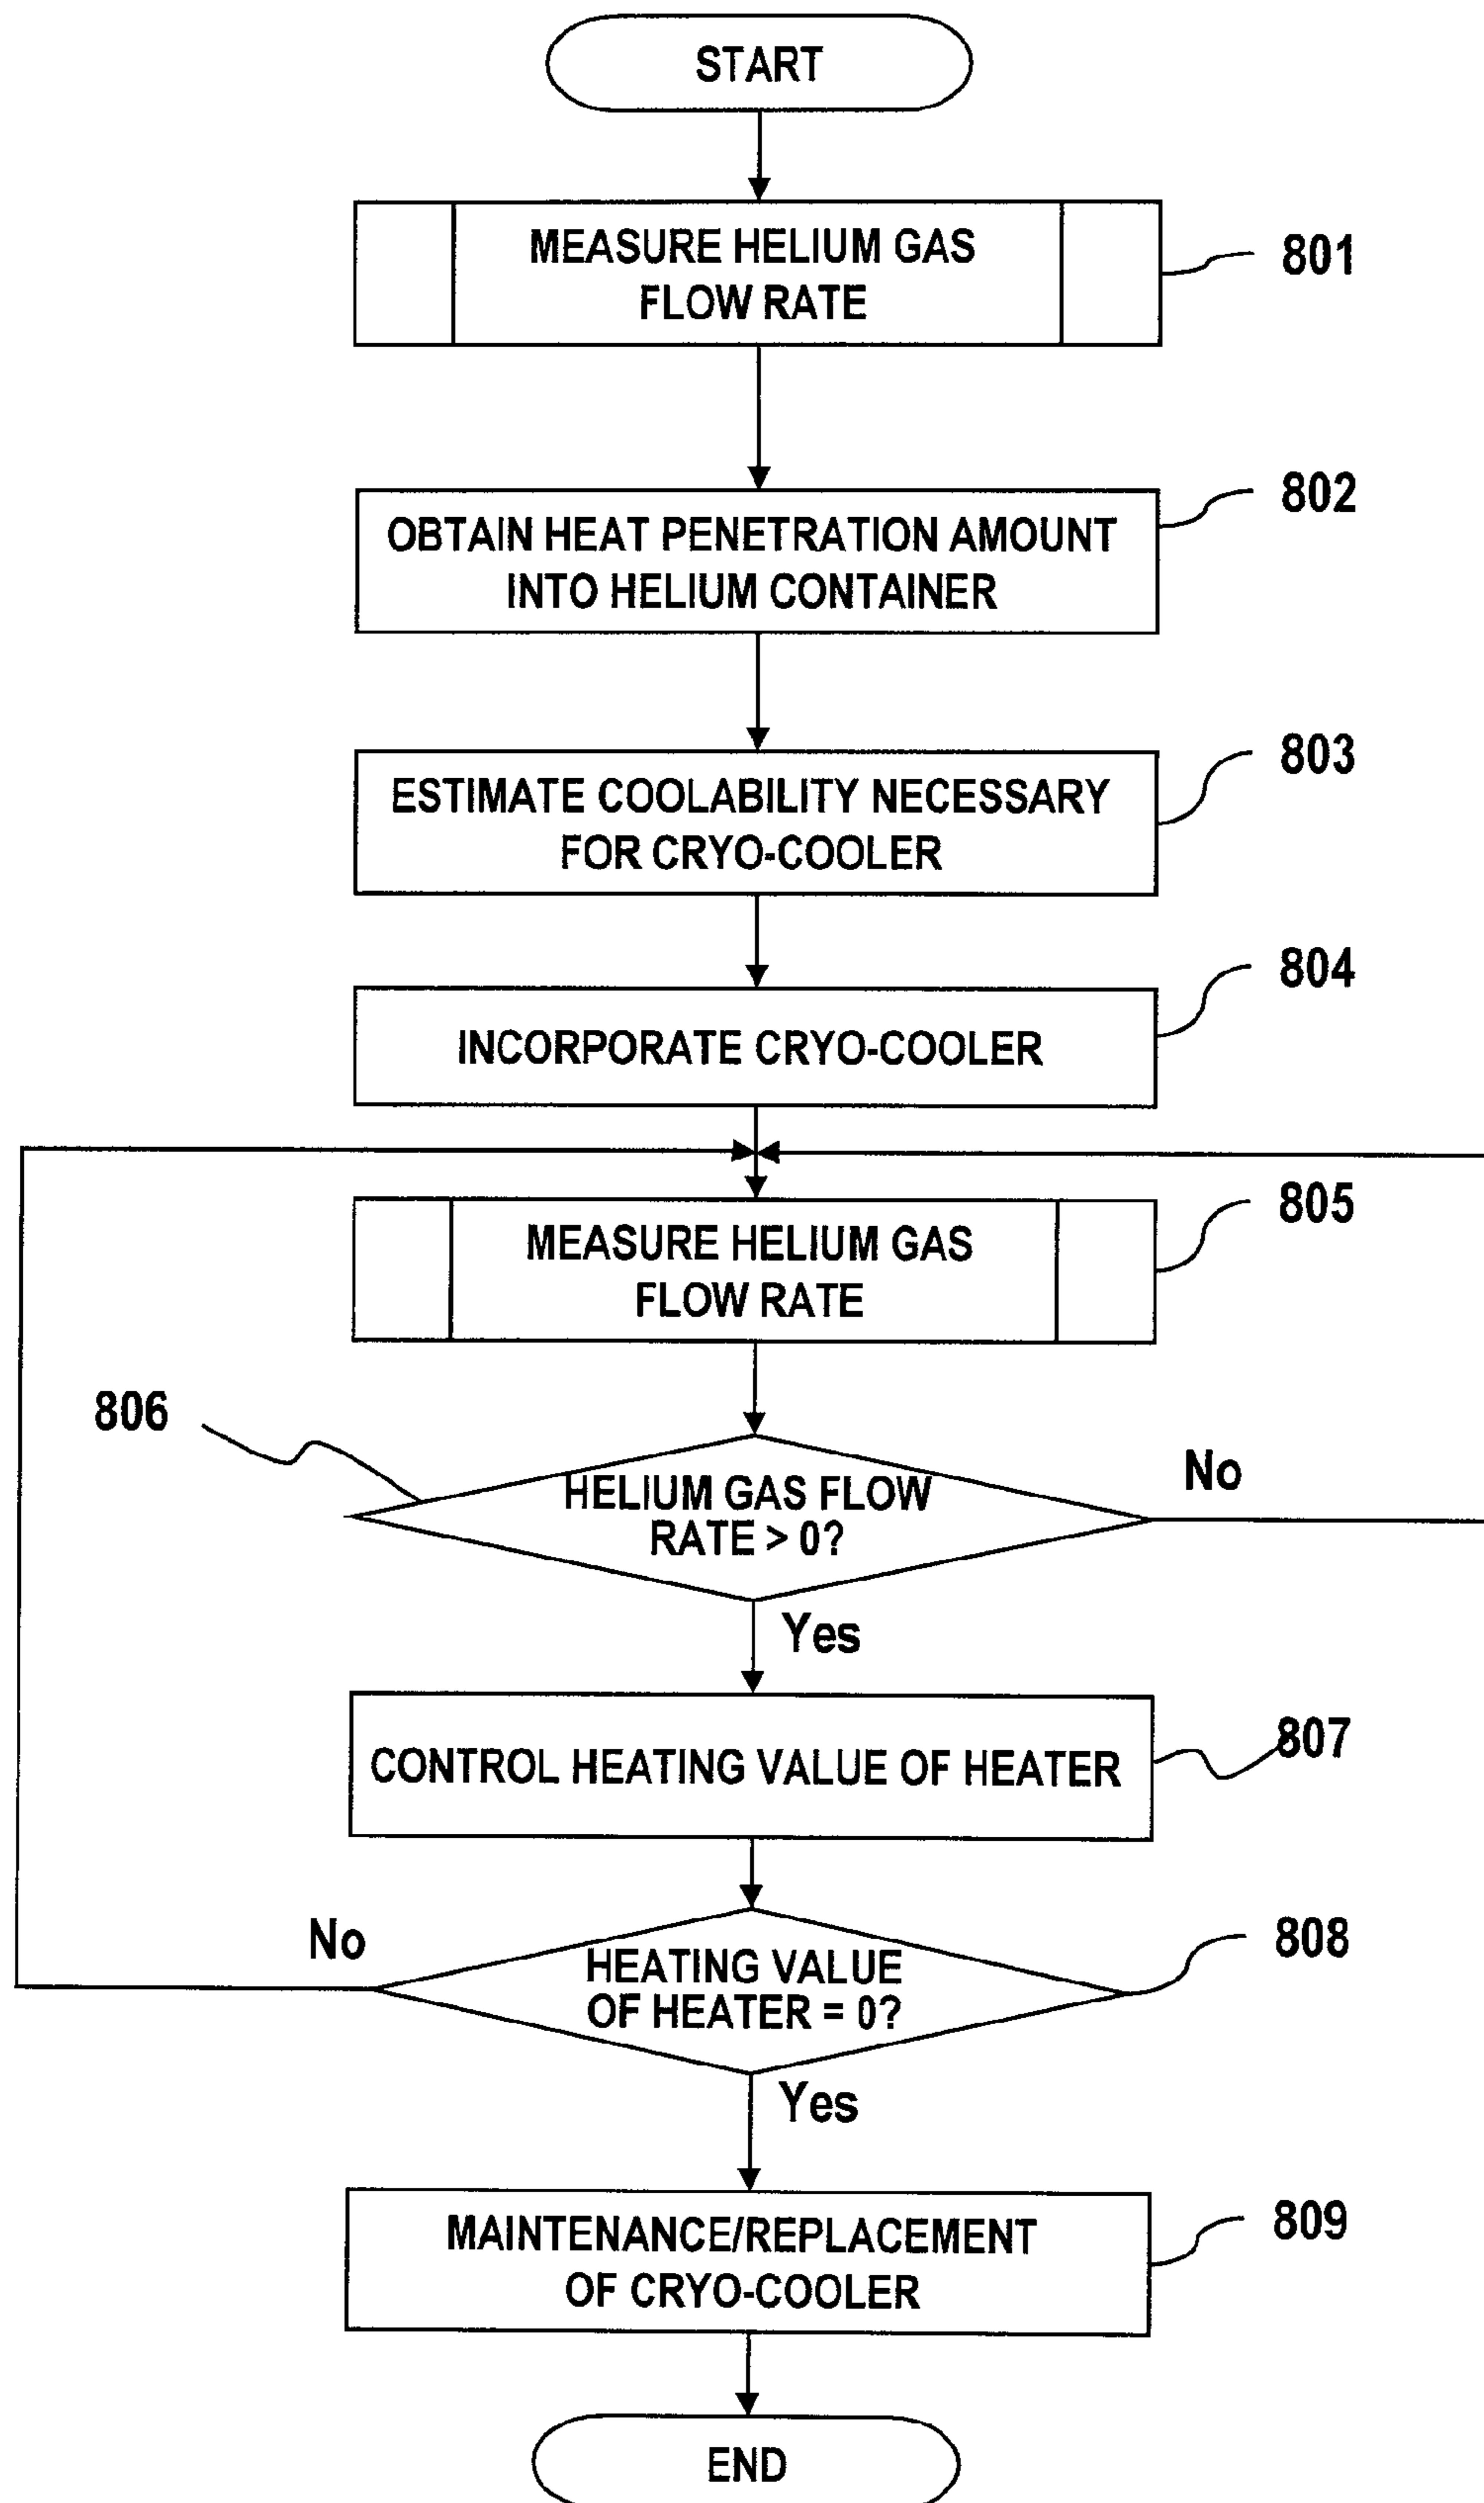 START
MEASURE HELIUM GAS
FLOW RATE
801
OBTAIN HEAT PENETRATION AMOUNT
INTO HELIUM CONTAINER
802
ESTIMATE COOLABILITY NECESSARY
FOR CRYO-COOLER
803
INCORPORATE CRYO-COOLER
804
MEASURE HELIUM GAS
FLOW RATE
805
806
HELIUM GAS FLOW
RATE > 0?
No
Yes
CONTROL HEATING VALUE OF HEATER
807
No
HEATING VALUE
OF HEATER = 0?
808
Yes
MAINTENANCE/REPLACEMENT
OF CRYO-COOLER
809
END